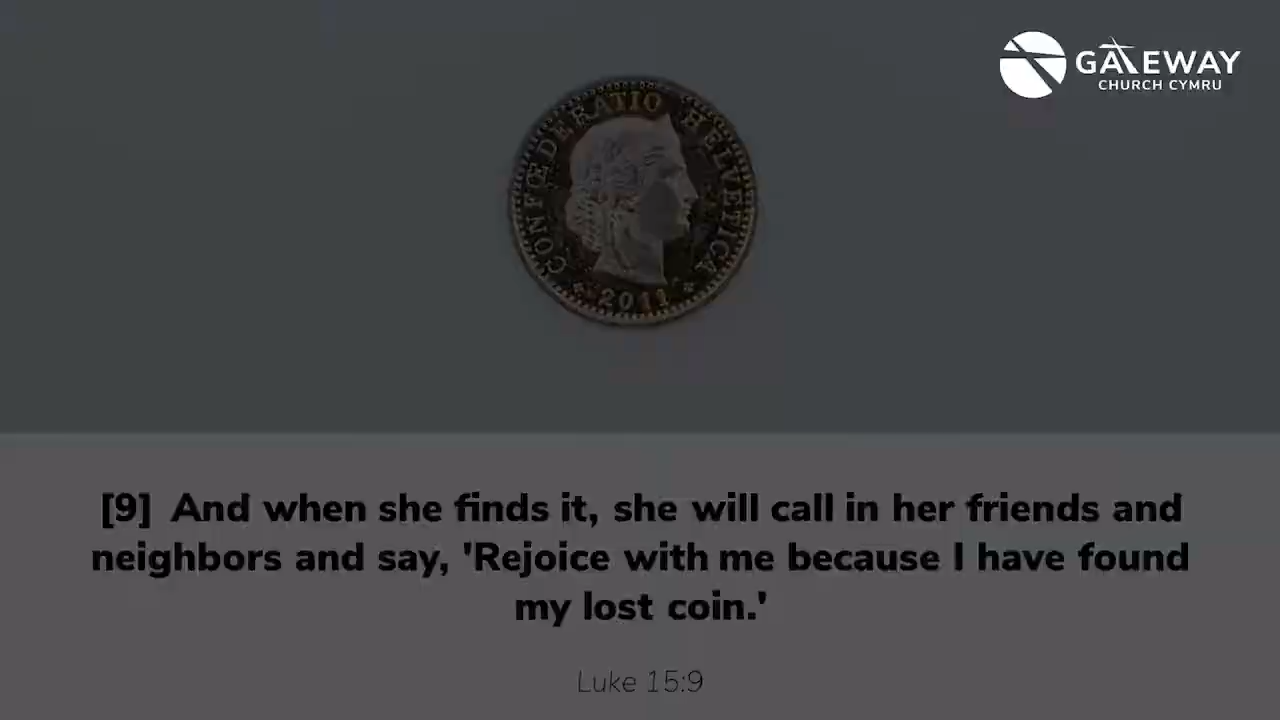 GATEWAY
CHURCH CYMRU
CONFŒDERATIO HELVETICA
2011
[9] And when she finds it, she will call in her friends and
neighbors and say, 'Rejoice with me because I have found
my lost coin.'
Luke 15:9